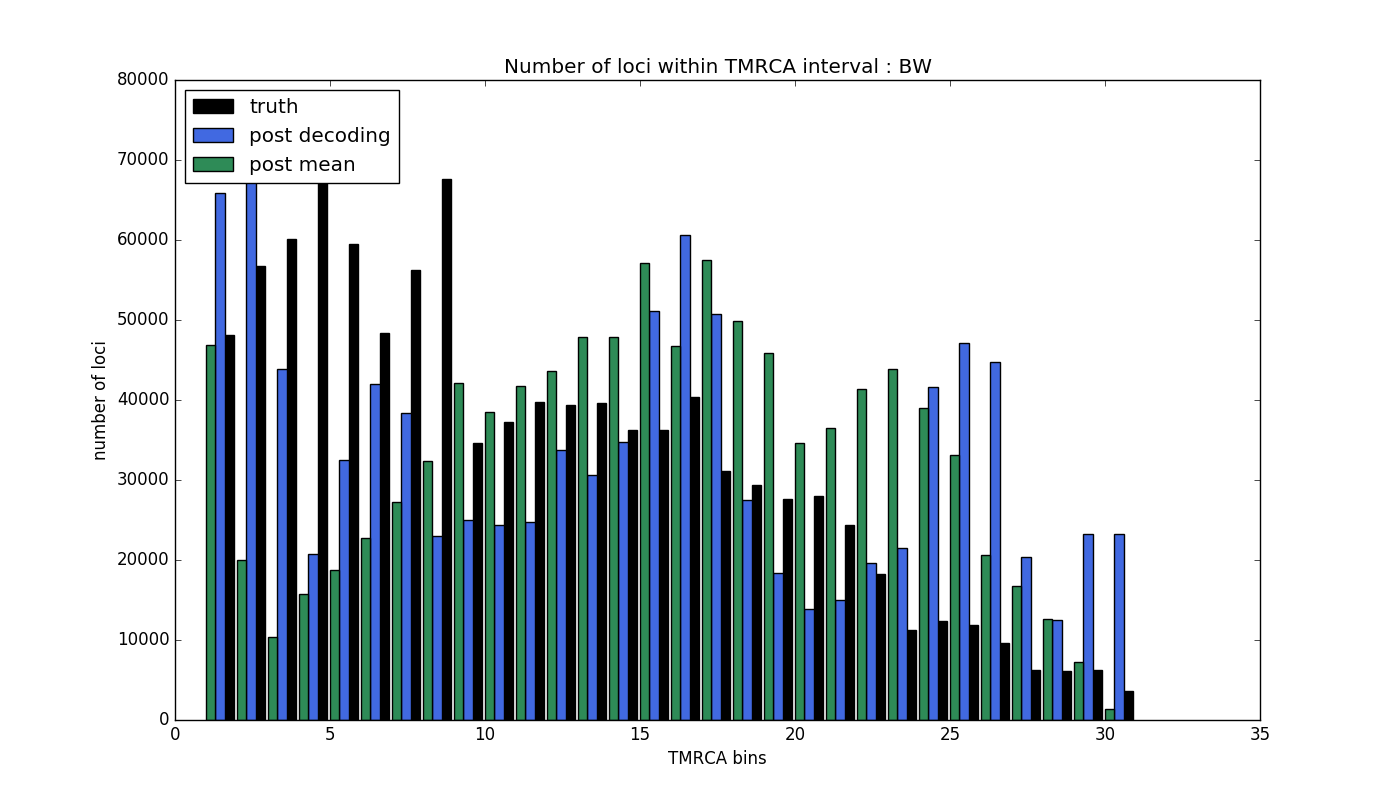 Number of loci within TMRCA interval : BW
80000
70000
60000
50000
40000
30000
20000
10000
0
number of loci
truth
post decoding
post mean
0 5 10 15 20 25 30 35
TMRCA bins